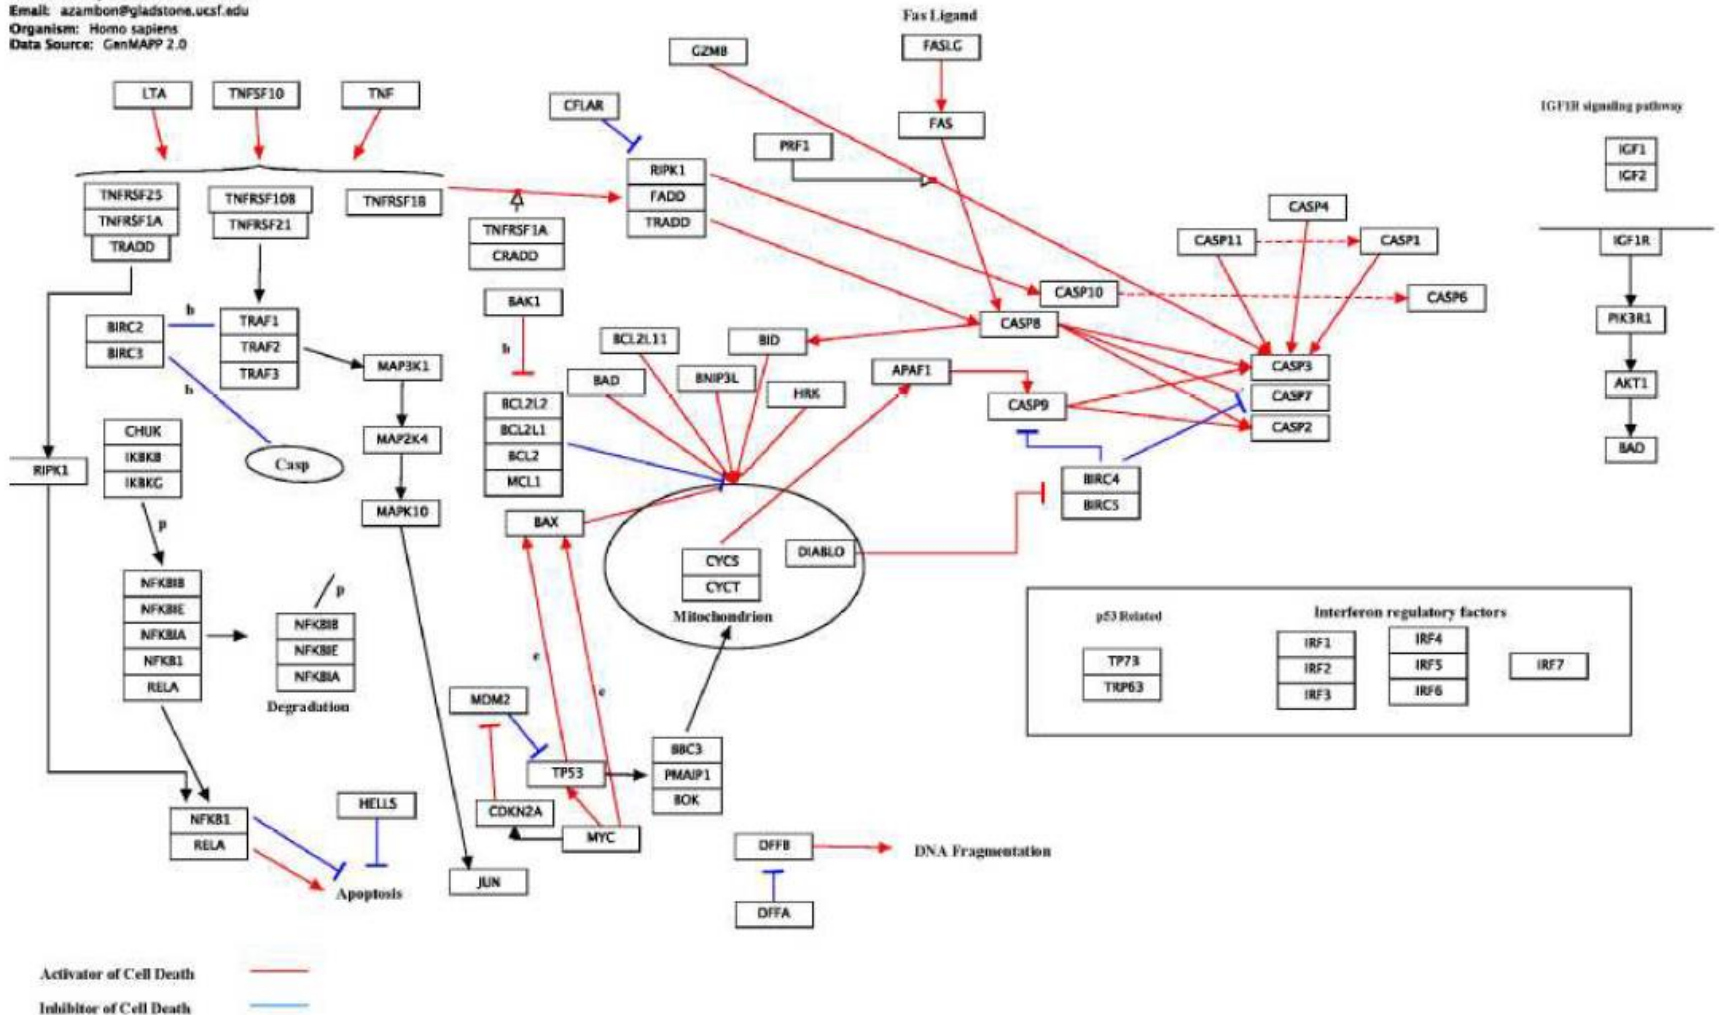 Email: azambon@gladstone.ucsf.edu
Organism: Homo sapiens
Data Source: GenMAPP 2.0
Fas Ligand
GZMB
FASLG
LTA
TNFSF10
TNF
CFLAR
FAS
PRF1
IGF1R signaling pathway
IGF1
IGF2
RIPK1
FADD
TRADD
TNFRSF25
TNFRSF1A
TRADD
TNFRSF10B
TNFRSF21
TNFRSF1B
TNFRSF1A
CRADD
CASP4
CASP11
CASP1
IGF1R
BAK1
CASP10
CASP6
BIRC2
BIRC3
b
b
TRAF1
TRAF2
TRAF3
CASP8
PIK3R1
BCL2L11
BID
b
MAP3K1
BAD
BNIP3L
HRK
APAF1
CASP9
CASP3
CASP7
CASP2
AKT1
BCL2L2
BCL2L1
BCL2
MCL1
CHUK
IKBKB
IKBKG
MAP2K4
Casp
BAD
RIPK1
BIRC4
BIRC5
MAPK10
BAX
p
CYCS
CYCT
DIABLO
Mitochondrion
NFKBIB
NFKBIE
NFKBIA
NFKB1
RELA
p
NFKBIB
NFKBIE
NFKBIA
Degradation
p53 Related
Interferon regulatory factors
TP73
TRP63
IRF1
IRF2
IRF3
IRF4
IRF5
IRF6
IRF7
e
e
MDM2
TP53
BBC3
PMAIP1
BOK
CDKN2A
MYC
HELLS
NFKB1
RELA
Apoptosis
JUN
DFFB
DNA Fragmentation
DFFA
Activator of Cell Death
Inhibitor of Cell Death